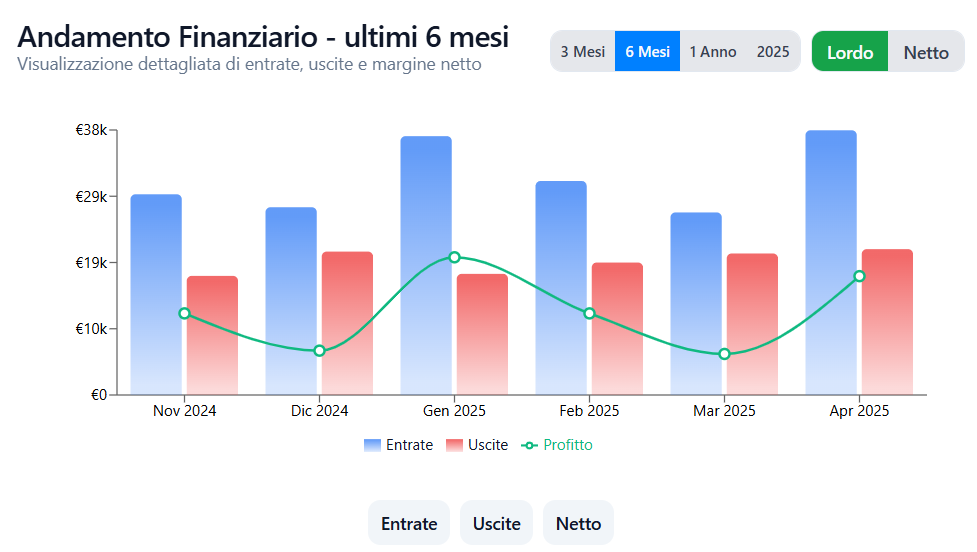 Andamento Finanziario - ultimi 6 mesi
Visualizzazione dettagliata di entrate, uscite e margine netto
3 Mesi 6 Mesi 1 Anno 2025
Lordo Netto
€38k
€29k
€19k
€10k
€0
Nov 2024 Dic 2024 Gen 2025 Feb 2025 Mar 2025 Apr 2025
Entrate Uscite Profitto
Entrate Uscite Netto